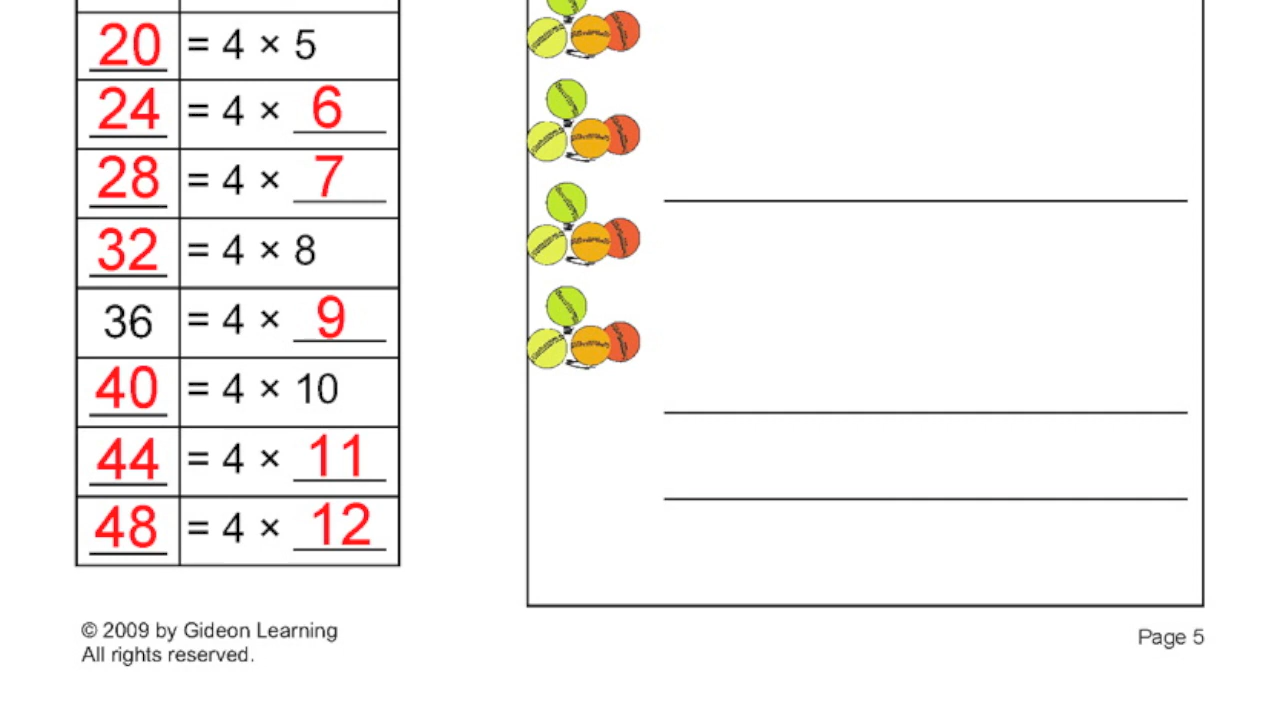 20 = 4 × 5
24 = 4 × 6
28 = 4 × 7
32 = 4 × 8
36 = 4 × 9
40 = 4 × 10
44 = 4 × 11
48 = 4 × 12
© 2009 by Gideon Learning
All rights reserved.
Page 5